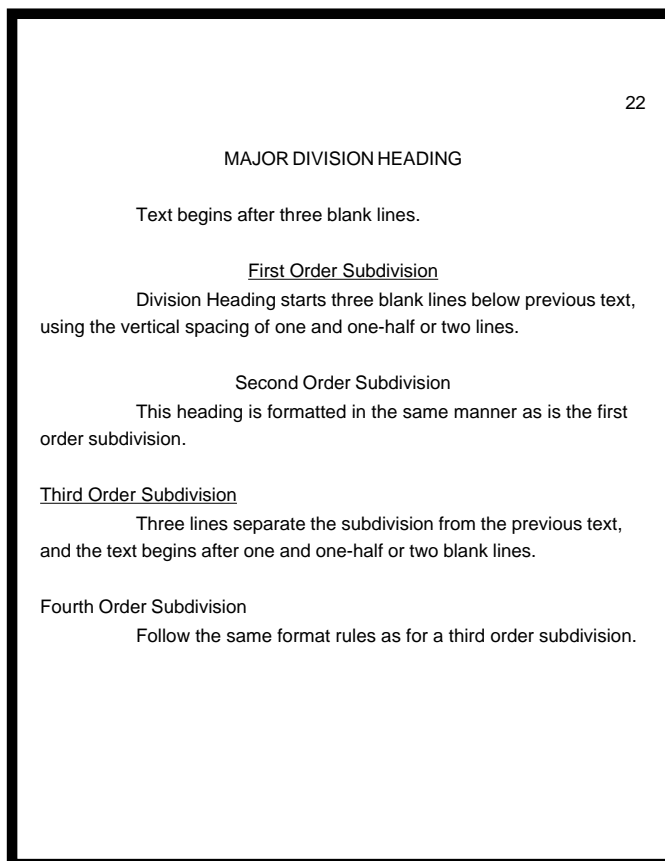 22
MAJOR DIVISION HEADING
Text begins after three blank lines.
First Order Subdivision
Division Heading starts three blank lines below previous text,
using the vertical spacing of one and one-half or two lines.
Second Order Subdivision
This heading is formatted in the same manner as is the first
order subdivision.
Third Order Subdivision
Three lines separate the subdivision from the previous text,
and the text begins after one and one-half or two blank lines.
Fourth Order Subdivision
Follow the same format rules as for a third order subdivision.